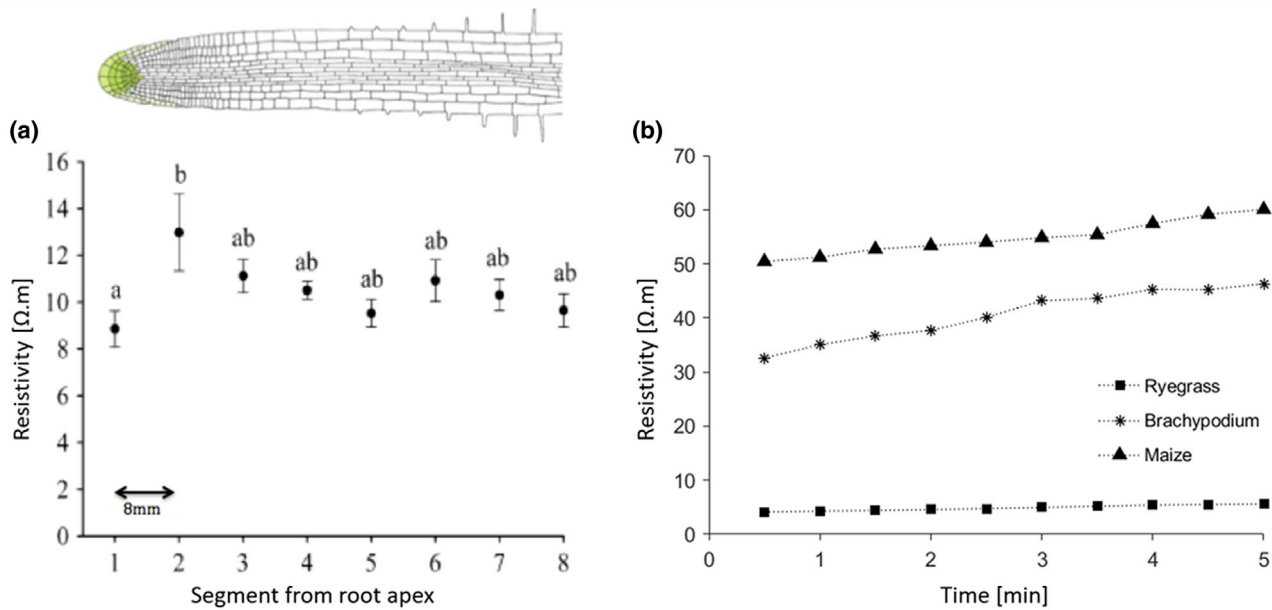 (a)
Resistivity [Ω.m]
16
14
12
10
8
6
4
2
0
a
b
ab
ab
ab
ab
ab
ab
8mm
1 2 3 4 5 6 7 8
Segment from root apex
(b)
Resistivity [Ω.m]
70
60
50
40
30
20
10
0
Ryegrass
Brachypodium
Maize
0 1 2 3 4 5
Time [min]